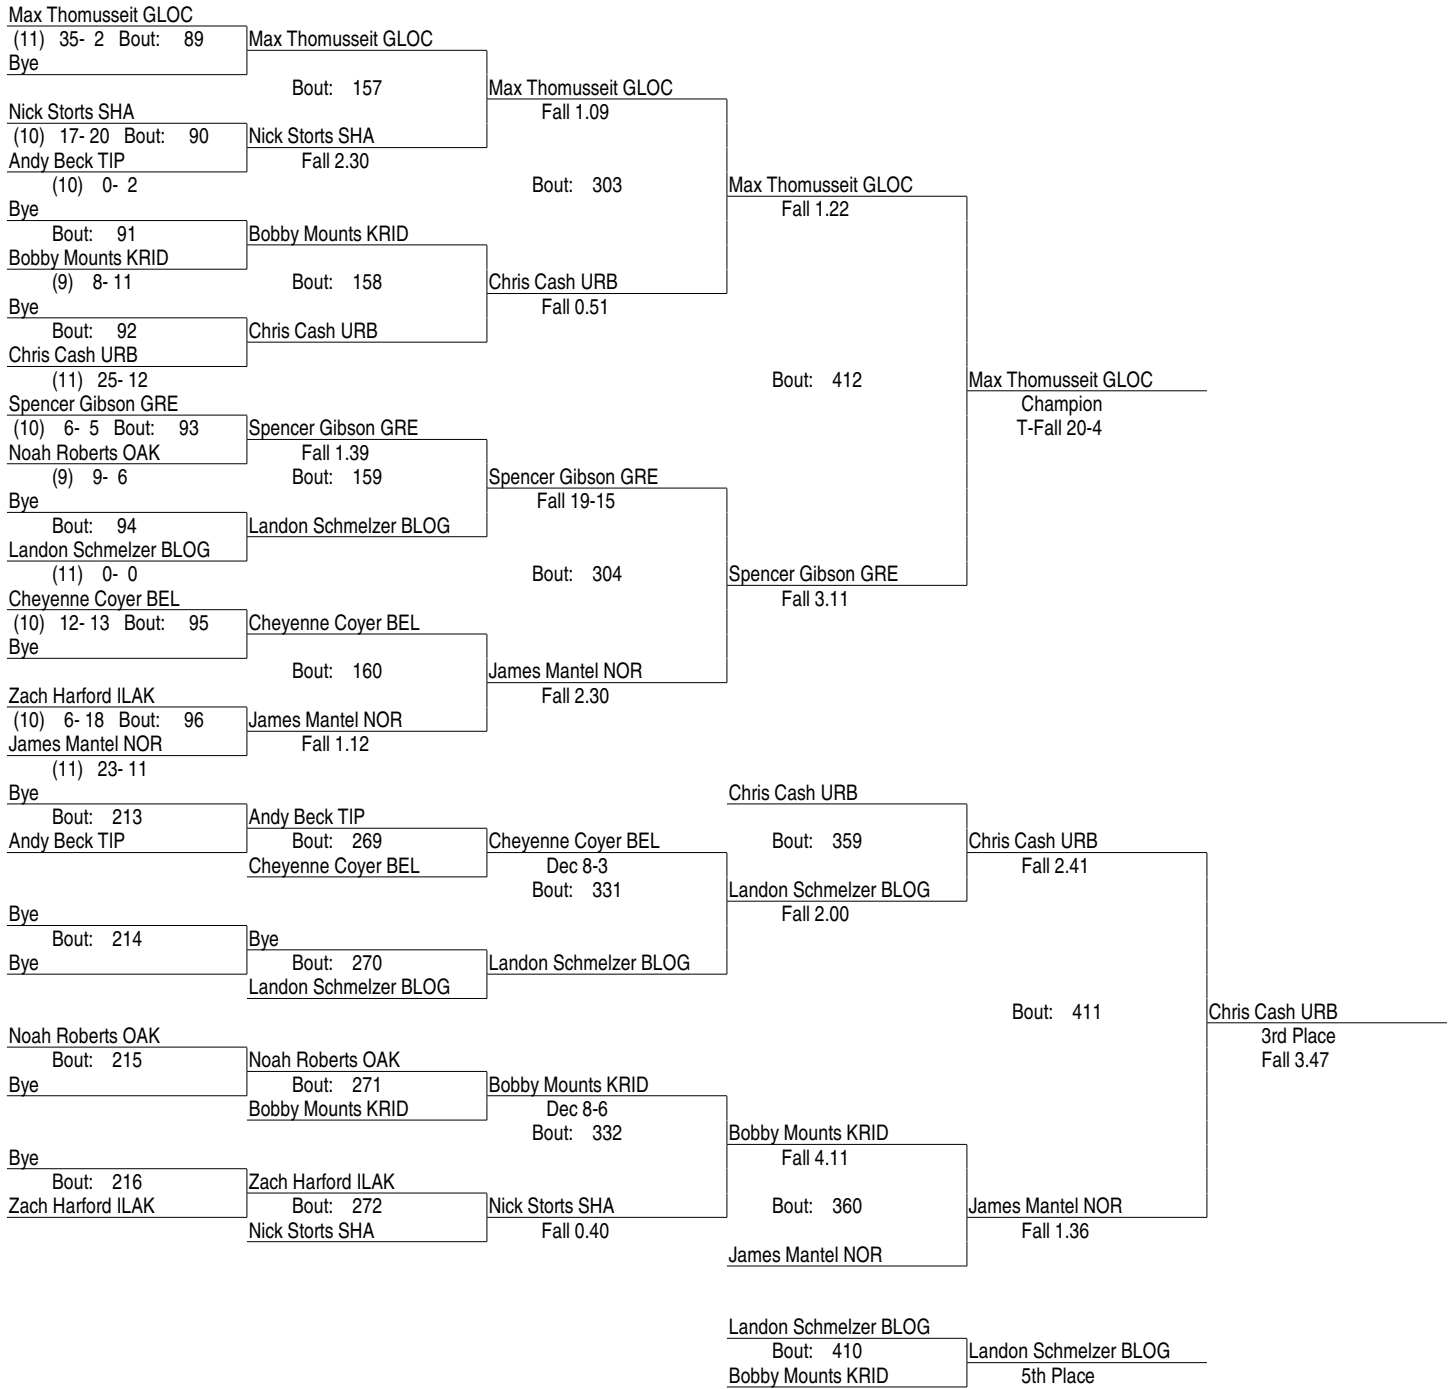 Max Thomusseit GLOC
(11) 35- 2 Bout: 89
Bye
Nick Storts SHA
(10) 17- 20 Bout: 90
Andy Beck TIP
(10) 0- 2
Bye
Bout: 91
Bobby Mounts KRID
(9) 8- 11
Bye
Bout: 92
Chris Cash URB
(11) 25- 12
Spencer Gibson GRE
(10) 6- 5 Bout: 93
Noah Roberts OAK
(9) 9- 6
Bye
Bout: 94
Landon Schmelzer BLOG
(11) 0- 0
Cheyenne Coyer BEL
(10) 12- 13 Bout: 95
Bye
Zach Harford ILAK
(10) 6- 18 Bout: 96
James Mantel NOR
(11) 23- 11
Max Thomusseit GLOC
Bout: 157
Nick Storts SHA
Fall 2.30
Bobby Mounts KRID
Bout: 158
Chris Cash URB
Spencer Gibson GRE
Fall 1.39
Bout: 159
Landon Schmelzer BLOG
Cheyenne Coyer BEL
Bout: 160
James Mantel NOR
Fall 1.12
Max Thomusseit GLOC
Fall 1.09
Bout: 303
Chris Cash URB
Fall 0.51
Spencer Gibson GRE
Fall 19-15
Bout: 304
James Mantel NOR
Fall 2.30
Max Thomusseit GLOC
Fall 1.22
Bout: 412
Spencer Gibson GRE
Fall 3.11
Max Thomusseit GLOC
Champion
T-Fall 20-4
Bye
Bout: 213
Andy Beck TIP
Bye
Bout: 214
Bye
Noah Roberts OAK
Bout: 215
Bye
Bye
Bout: 216
Zach Harford ILAK
Andy Beck TIP
Bout: 269
Cheyenne Coyer BEL
Bye
Bout: 270
Landon Schmelzer BLOG
Noah Roberts OAK
Bout: 271
Bobby Mounts KRID
Zach Harford ILAK
Bout: 272
Nick Storts SHA
Cheyenne Coyer BEL
Dec 8-3
Bout: 331
Landon Schmelzer BLOG
Bobby Mounts KRID
Dec 8-6
Bout: 332
Nick Storts SHA
Fall 0.40
Chris Cash URB
Bout: 359
Landon Schmelzer BLOG
Fall 2.00
Bobby Mounts KRID
Fall 4.11
Bout: 360
James Mantel NOR
Chris Cash URB
Fall 2.41
Bout: 411
James Mantel NOR
Fall 1.36
Chris Cash URB
3rd Place
Fall 3.47
Landon Schmelzer BLOG
Bout: 410
Bobby Mounts KRID
Landon Schmelzer BLOG
5th Place